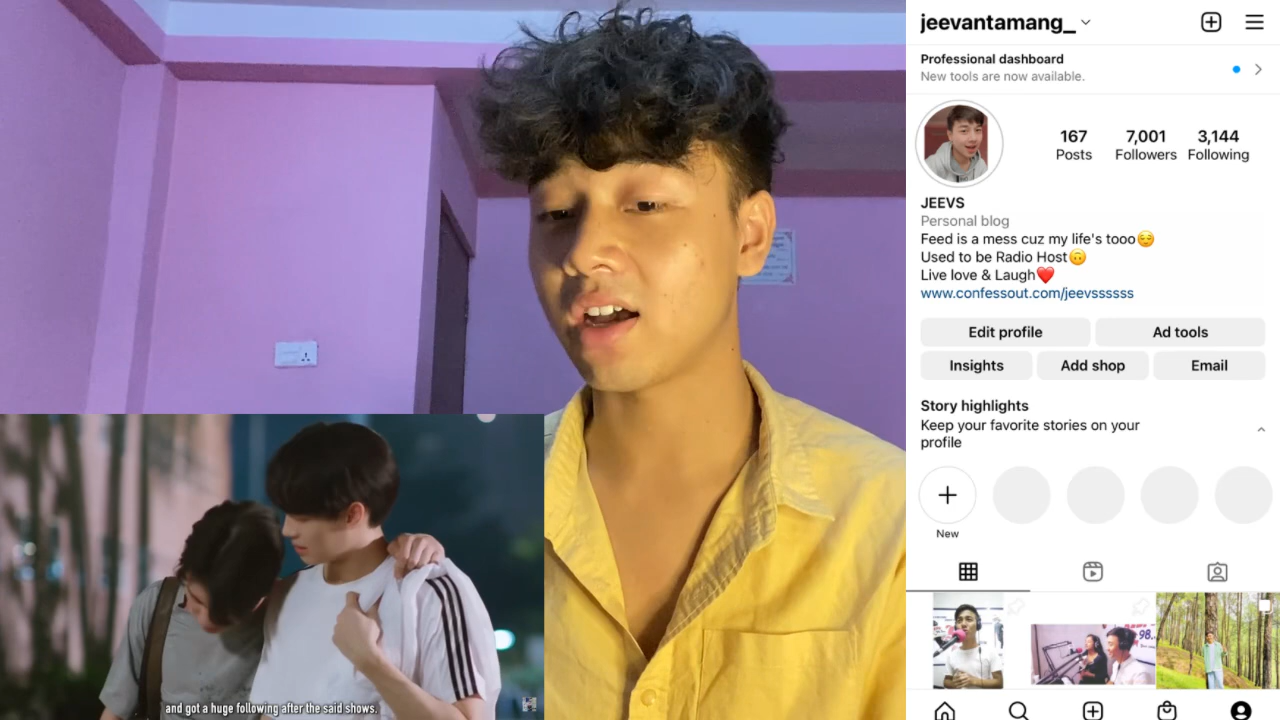 jeevantamang_
Professional dashboard
New tools are now available.
167
Posts
7,001
Followers
3,144
Following
JEEVS
Personal blog
Feed is a mess cuz my life's tooo😌
Used to be Radio Host🙃
Live love & Laugh❤️
www.confessout.com/jeevssssss
Edit profile
Ad tools
Insights
Add shop
Email
Story highlights
Keep your favorite stories on your
profile
New
and got a huge following after the said shows.